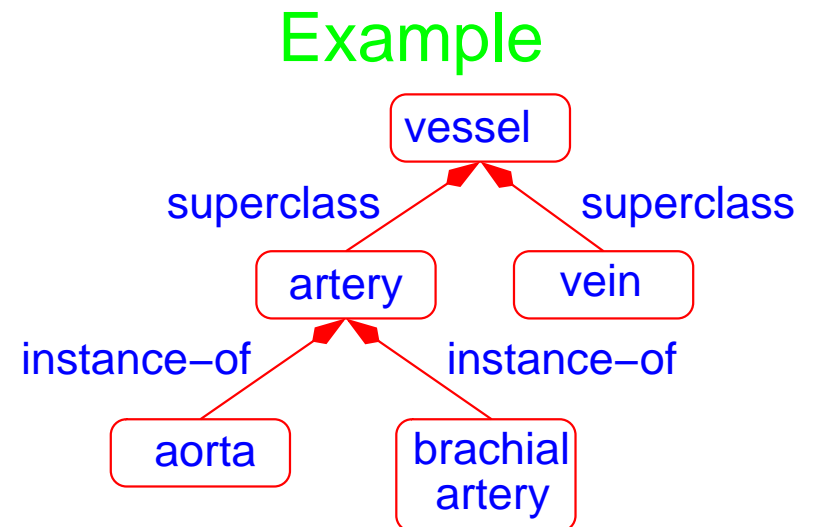 Example
vessel
superclass
superclass
artery
vein
instance−of
instance−of
aorta
brachial
artery